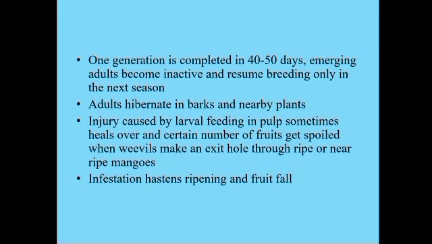 • One generation is completed in 40-50 days, emerging
adults become inactive and resume breeding only in
the next season
• Adults hibernate in barks and nearby plants
• Injury caused by larval feeding in pulp sometimes
heals over and certain number of fruits get spoiled
when weevils make an exit hole through ripe or near
ripe mangoes
• Infestation hastens ripening and fruit fall